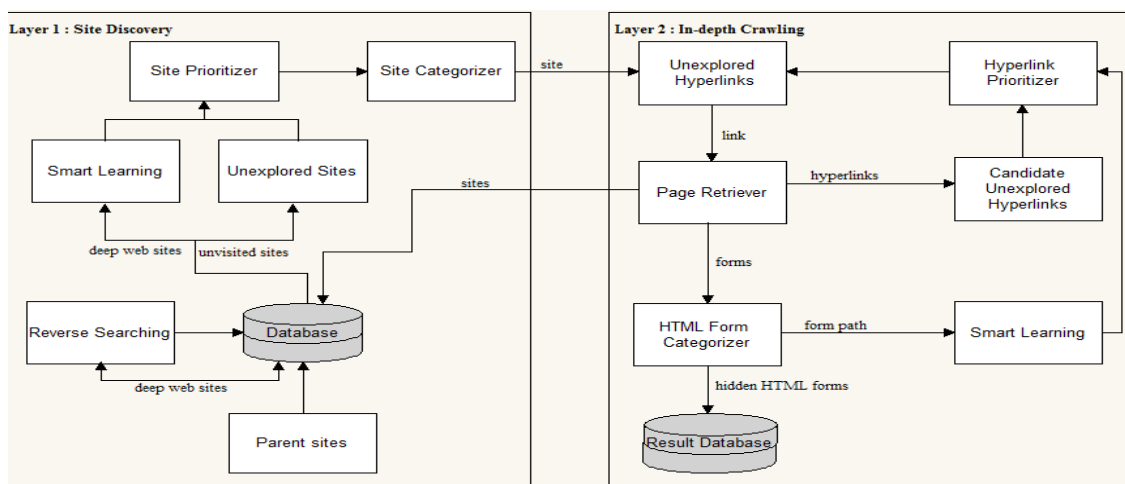 Layer 1 : Site Discovery
Site Prioritizer
Site Categorizer
site
Smart Learning
Unexplored Sites
sites
deep web sites
unvisited sites
Reverse Searching
Database
deep web sites
Parent sites
Layer 2 : In-depth Crawling
Unexplored
Hyperlinks
Hyperlink
Prioritizer
link
Page Retriever
hyperlinks
Candidate
Unexplored
Hyperlinks
forms
HTML Form
Categorizer
form path
Smart Learning
hidden HTML forms
Result Database